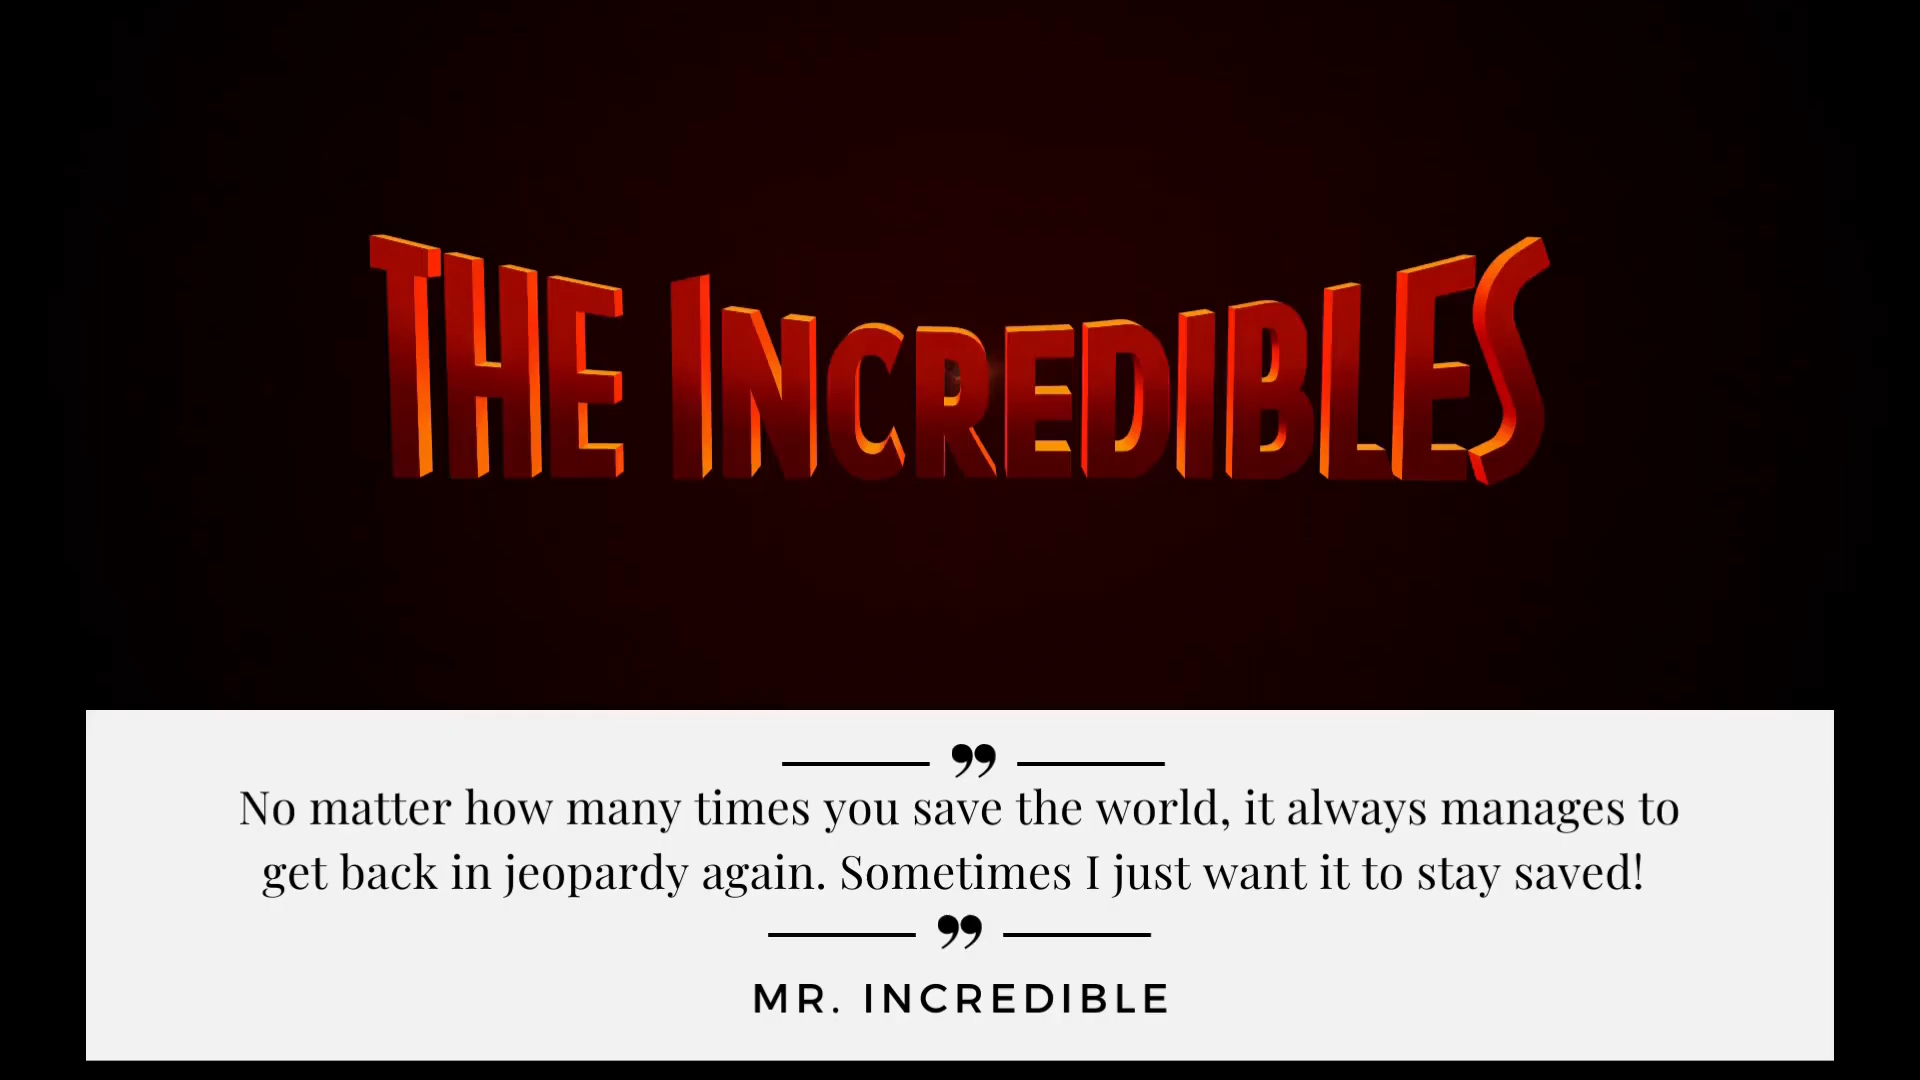 THE INCREDIBLES
”
No matter how many times you save the world, it always manages to
get back in jeopardy again. Sometimes I just want it to stay saved!
”
MR. INCREDIBLE